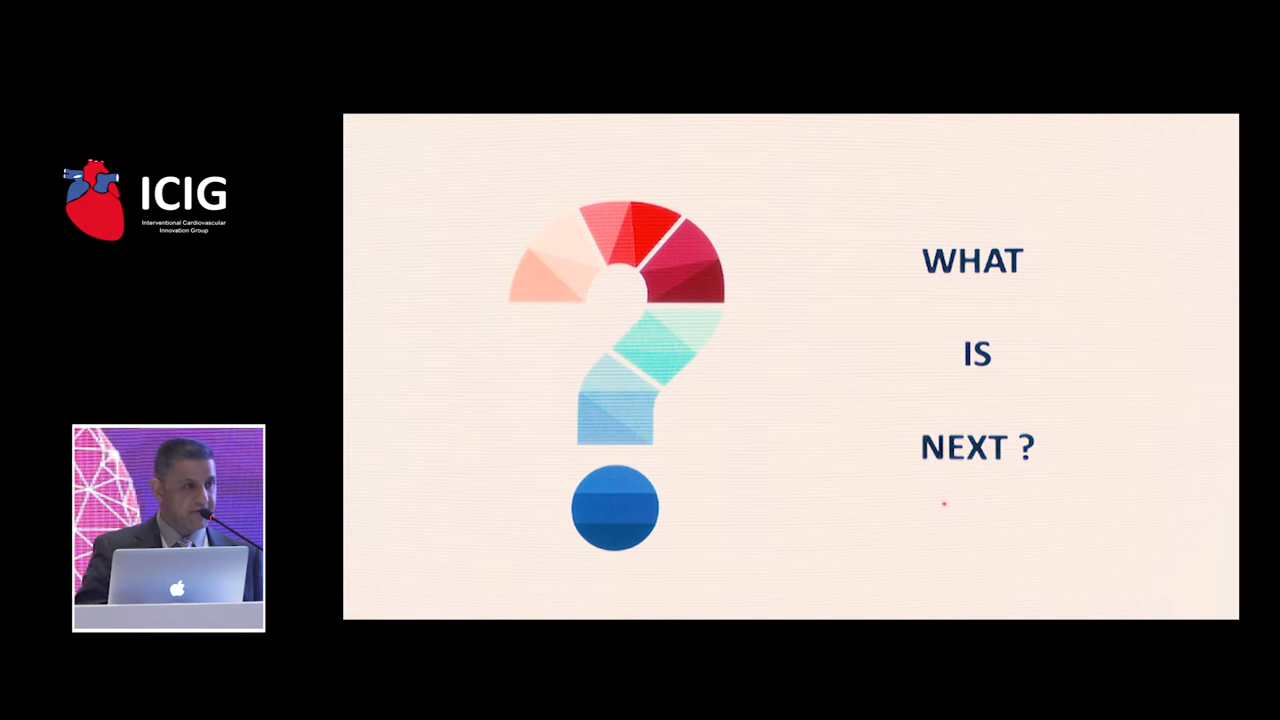 ICIG
Interventional Cardiovascular
Innovation Group
WHAT
IS
NEXT ?